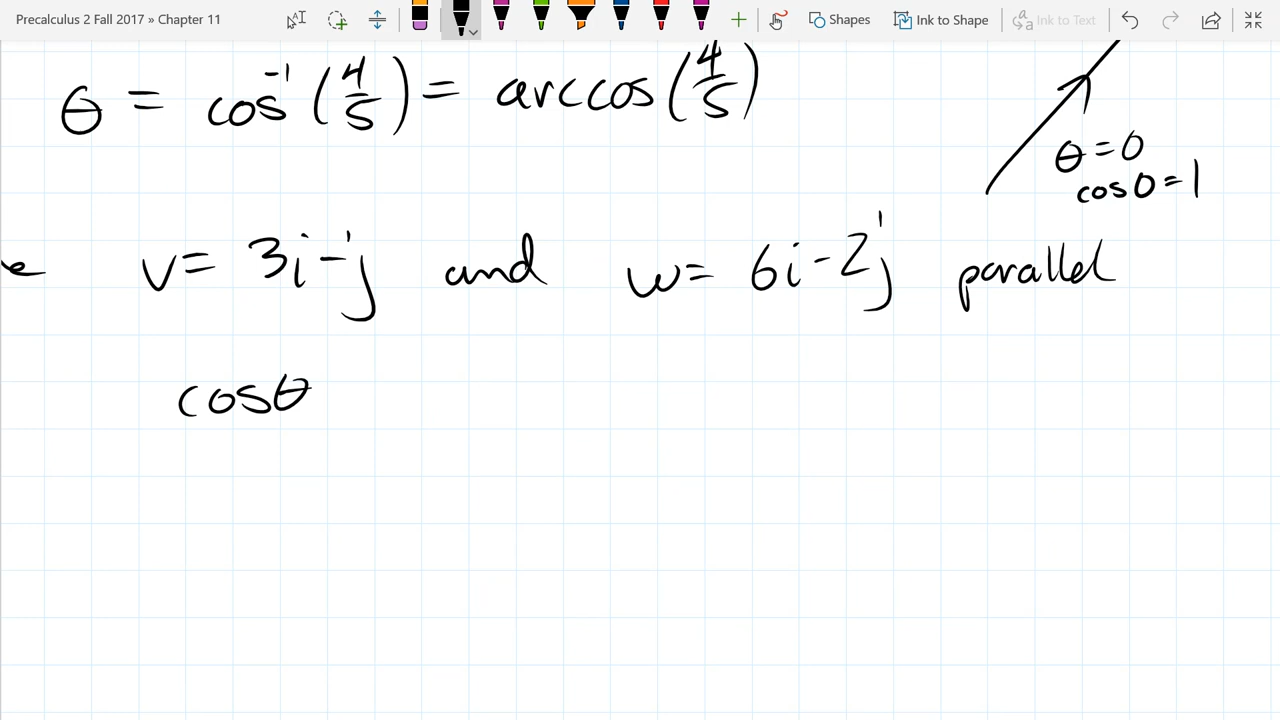 Precalculus 2 Fall 2017 » Chapter 11 Shapes Ink to Shape Ink to Text
θ = cos⁻¹(4/5) = arccos(4/5)
θ = 0
cos θ = 1
v = 3i - j and w = 6i - 2j parallel
cosθ